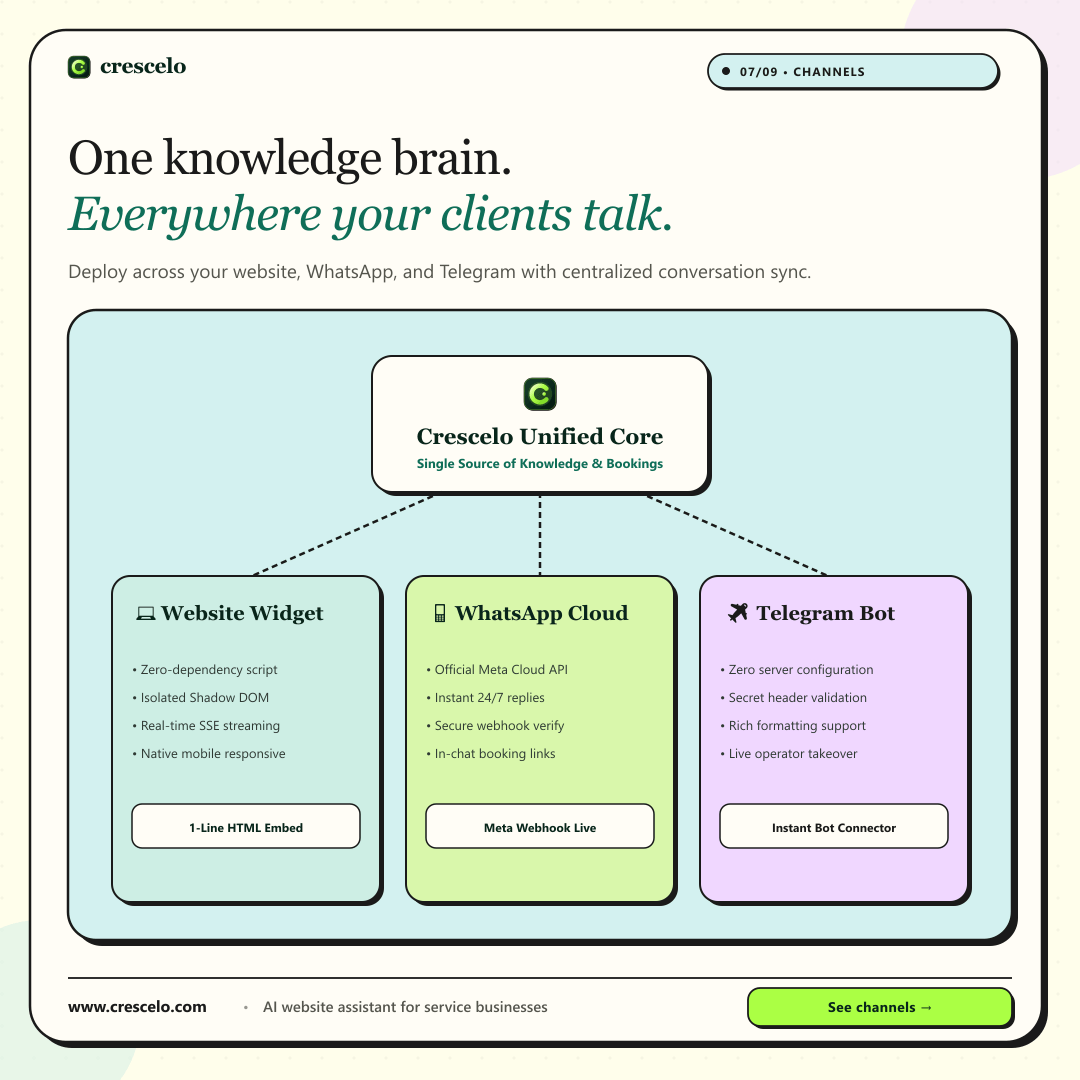 crescelo
07/09 • CHANNELS
One knowledge brain.
Everywhere your clients talk.
Deploy across your website, WhatsApp, and Telegram with centralized conversation sync.
Crescelo Unified Core
Single Source of Knowledge & Bookings
💻 Website Widget
• Zero-dependency script
• Isolated Shadow DOM
• Real-time SSE streaming
• Native mobile responsive
1-Line HTML Embed
📱 WhatsApp Cloud
• Official Meta Cloud API
• Instant 24/7 replies
• Secure webhook verify
• In-chat booking links
Meta Webhook Live
✈ Telegram Bot
• Zero server configuration
• Secret header validation
• Rich formatting support
• Live operator takeover
Instant Bot Connector
www.crescelo.com • AI website assistant for service businesses
See channels →